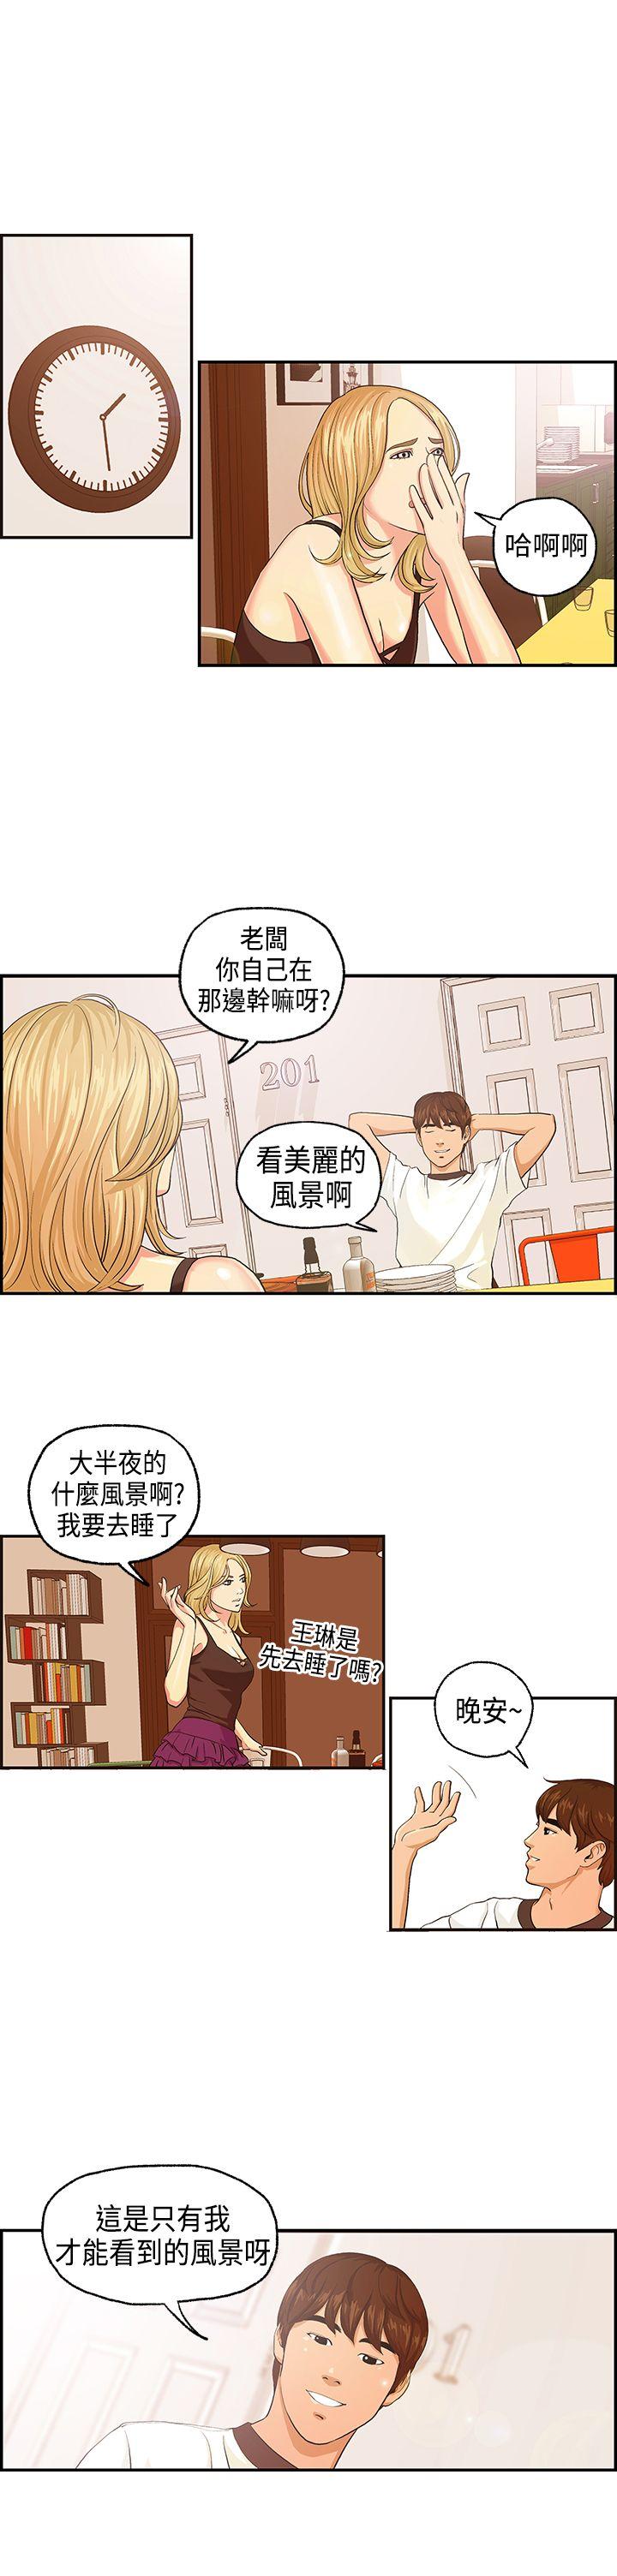 哈啊啊
老闆
你自己在
那邊幹嘛呀?
201
看美麗的
風景啊
大半夜的
什麼風景啊?
我要去睡了
王琳是
先去睡了嗎?
晚安~
這是只有我
才能看到的風景呀
01